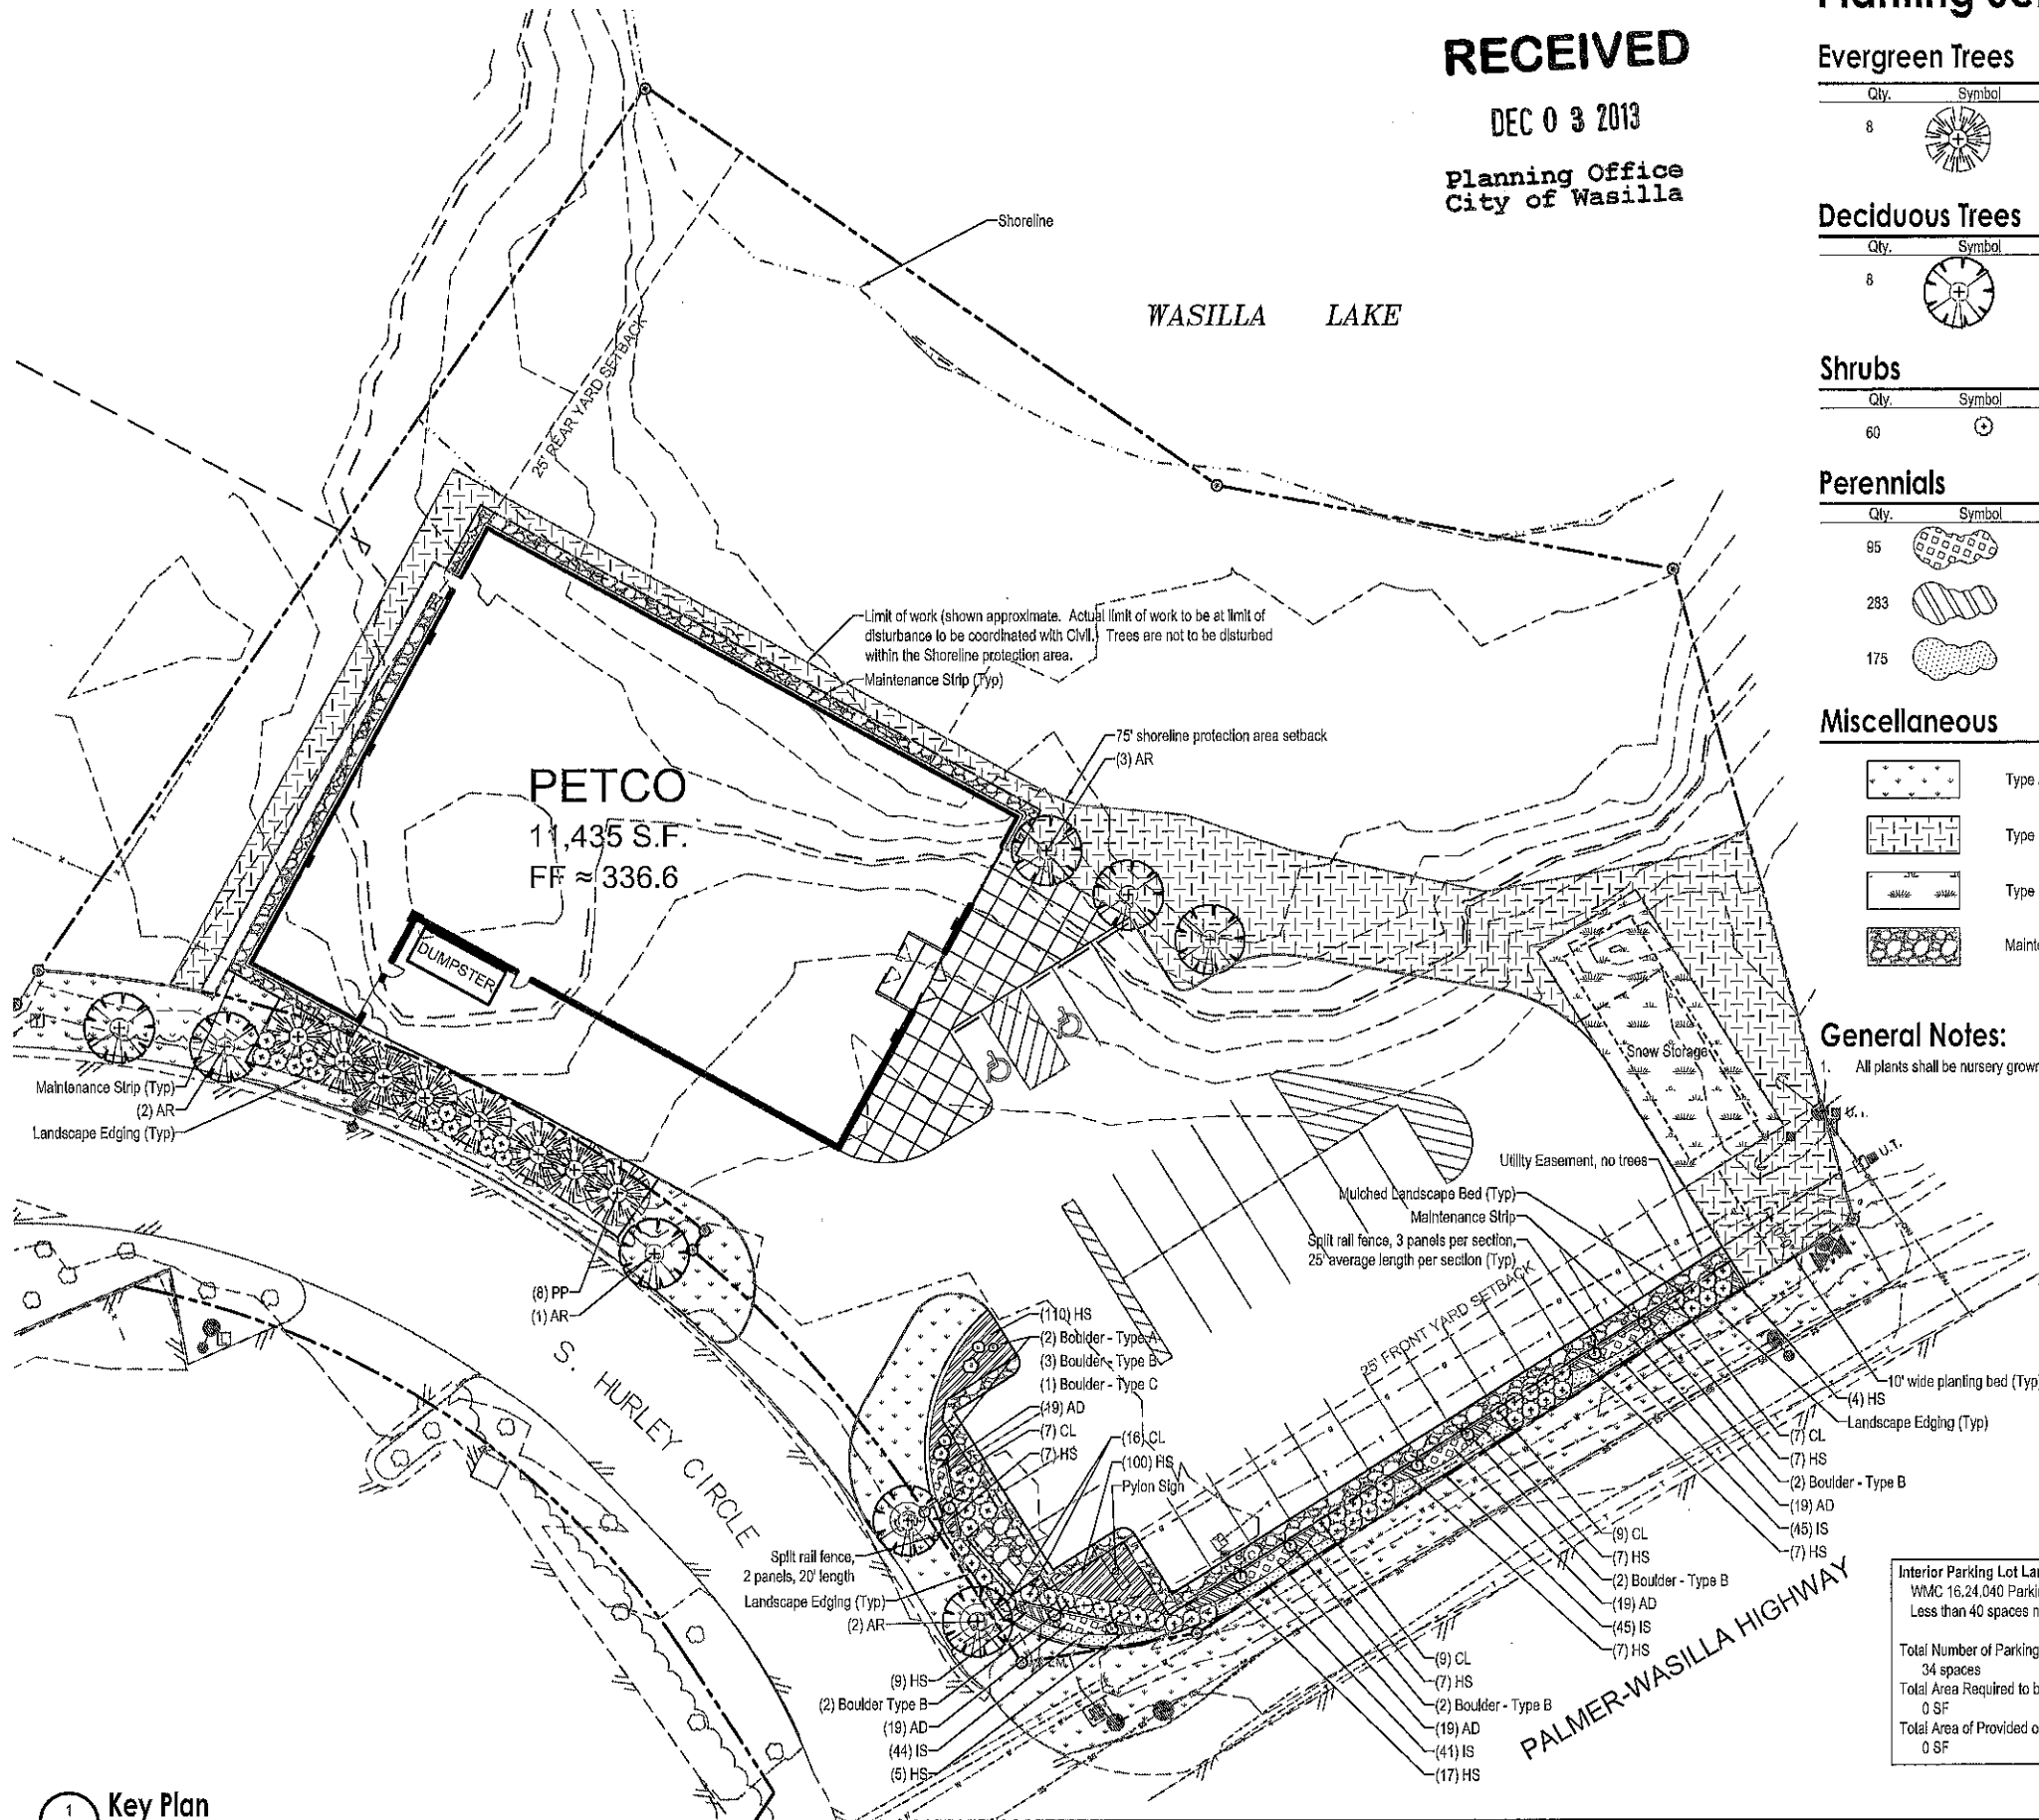 RECEIVED
DEC 0 3 2013
Planning Office
City of Wasilla
Evergreen Trees
Qty. Symbol
8
Deciduous Trees
Qty. Symbol
8
Shrubs
Qty. Symbol
60
Perennials
Qty. Symbol
95
283
175
Miscellaneous
Type
Type
Type
General Notes:
1. All plants shall be nursery grown
Shoreline
WASILLA LAKE
25' REAR YARD SETBACK
Limit of work (shown approximate. Actual limit of work to be at limit of
disturbance to be coordinated with Civil.) Trees are not to be disturbed
within the Shoreline protection area.
Maintenance Strip (Typ)
75' shoreline protection area setback
(3) AR
PETCO
11,435 S.F.
FF ≈ 336.6
DUMPSTER
Maintenance Strip (Typ)
(2) AR
Landscape Edging (Typ)
Snow Storage
U.T.
Utility Easement, no trees
Mulched Landscape Bed (Typ)
Maintenance Strip
Split rail fence, 3 panels per section,
25' average length per section (Typ)
25' FRONT YARD SETBACK
(8) PP
(1) AR
S. HURLEY CIRCLE
(110) HS
(2) Boulder - Type A
(3) Boulder - Type B
(1) Boulder - Type C
(19) AD
(7) CL
(7) HS
(16) CL
(100) HS
Pylon Sign
10' wide planting bed (Typ)
(4) HS
Landscape Edging (Typ)
(7) CL
(7) HS
(2) Boulder - Type B
(19) AD
(45) IS
(7) HS
(9) CL
(7) HS
(2) Boulder - Type B
(19) AD
(45) IS
(7) HS
Split rail fence,
2 panels, 20' length
Landscape Edging (Typ)
(2) AR
(9) HS
(2) Boulder Type B
(19) AD
(44) IS
(5) HS
(9) CL
(7) HS
(2) Boulder - Type B
(19) AD
(41) IS
(17) HS
PALMER-WASILLA HIGHWAY
Interior Parking Lot
WMC 16.24.040
Less than 40 spaces
Total Number of Parking
34 spaces
Total Area Required to
0 SF
Total Area of Provided
0 SF
1 Key Plan